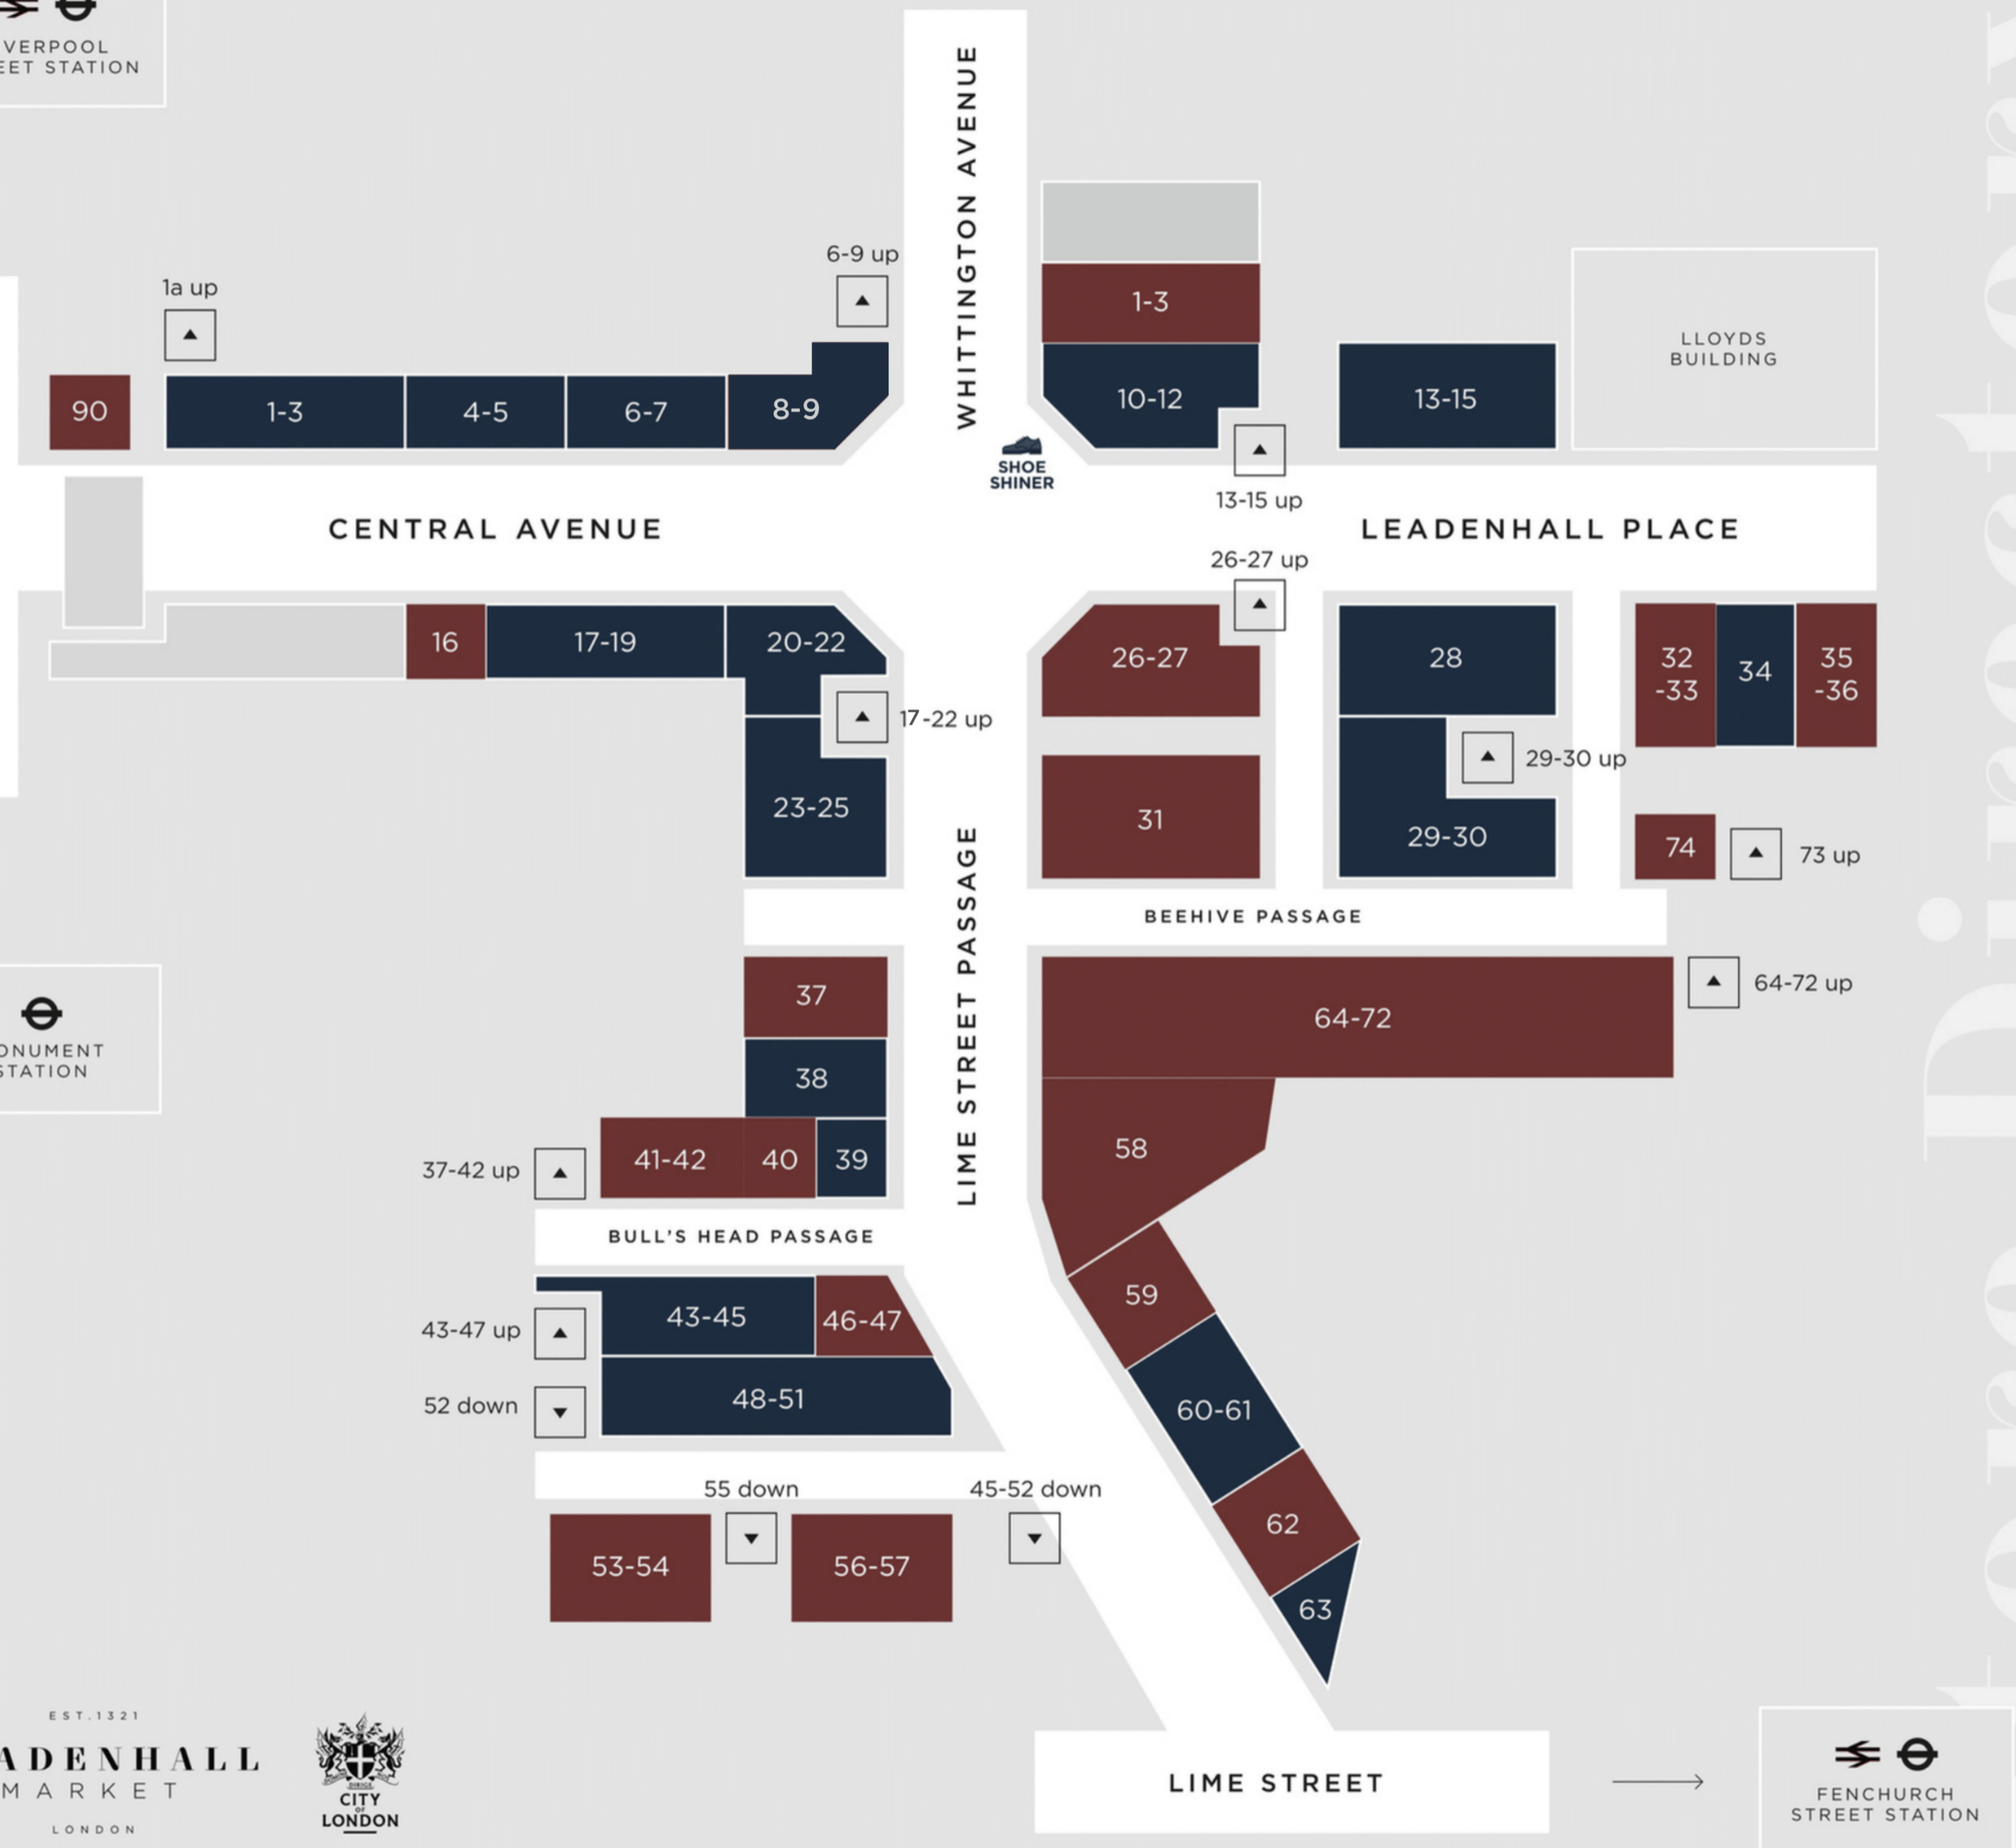 VERPOOL
EET STATION
WHITTINGTON AVENUE
1a up
6-9 up
90
1-3
4-5
6-7
8-9
1-3
10-12
13-15
LLOYDS
BUILDING
SHOE
SHINER
13-15 up
CENTRAL AVENUE
LEADENHALL PLACE
26-27 up
16
17-19
20-22
17-22 up
23-25
26-27
31
28
29-30 up
29-30
32
-33
34
35
-36
74
73 up
LIME STREET PASSAGE
BEEHIVE PASSAGE
ONUMENT
STATION
37
38
37-42 up
41-42
40
39
64-72
64-72 up
58
BULL'S HEAD PASSAGE
43-47 up
43-45
46-47
52 down
48-51
59
60-61
62
63
55 down
45-52 down
53-54
56-57
EST.1321
ADENHALL
MARKET
LONDON
DIRIGE
CITY
OF
LONDON
LIME STREET
FENCHURCH
STREET STATION
Directory